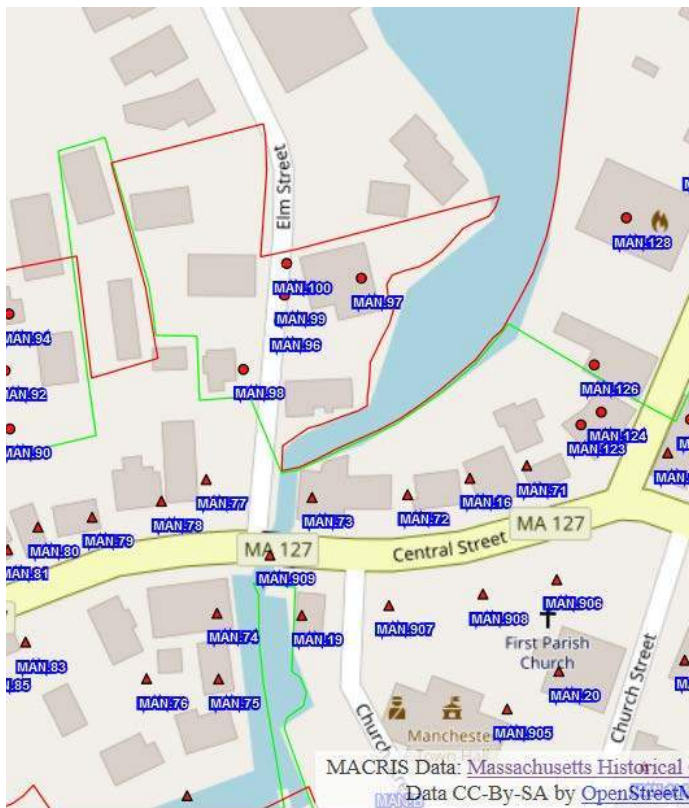 Elm Street
MAN.128
MAN.100
MAN.97
MAN.99
MAN.94
MAN.96
MAN.98
MAN.92
MAN.126
MAN.124
MAN.123
MAN.90
MAN.77
MAN.73
MAN.72
MAN.16
MAN.71
MAN.78
MAN.79
MAN.80
MAN.81
MA 127
MA 127
Central Street
MAN.909
MAN.74
MAN.19
MAN.907
MAN.908
MAN.906
First Parish
Church
MAN.83
MAN.76
MAN.75
MAN.20
MAN.905
Church Street
Manchester
MACRIS Data: Massachusetts Historical
Data CC-By-SA by OpenStreetM